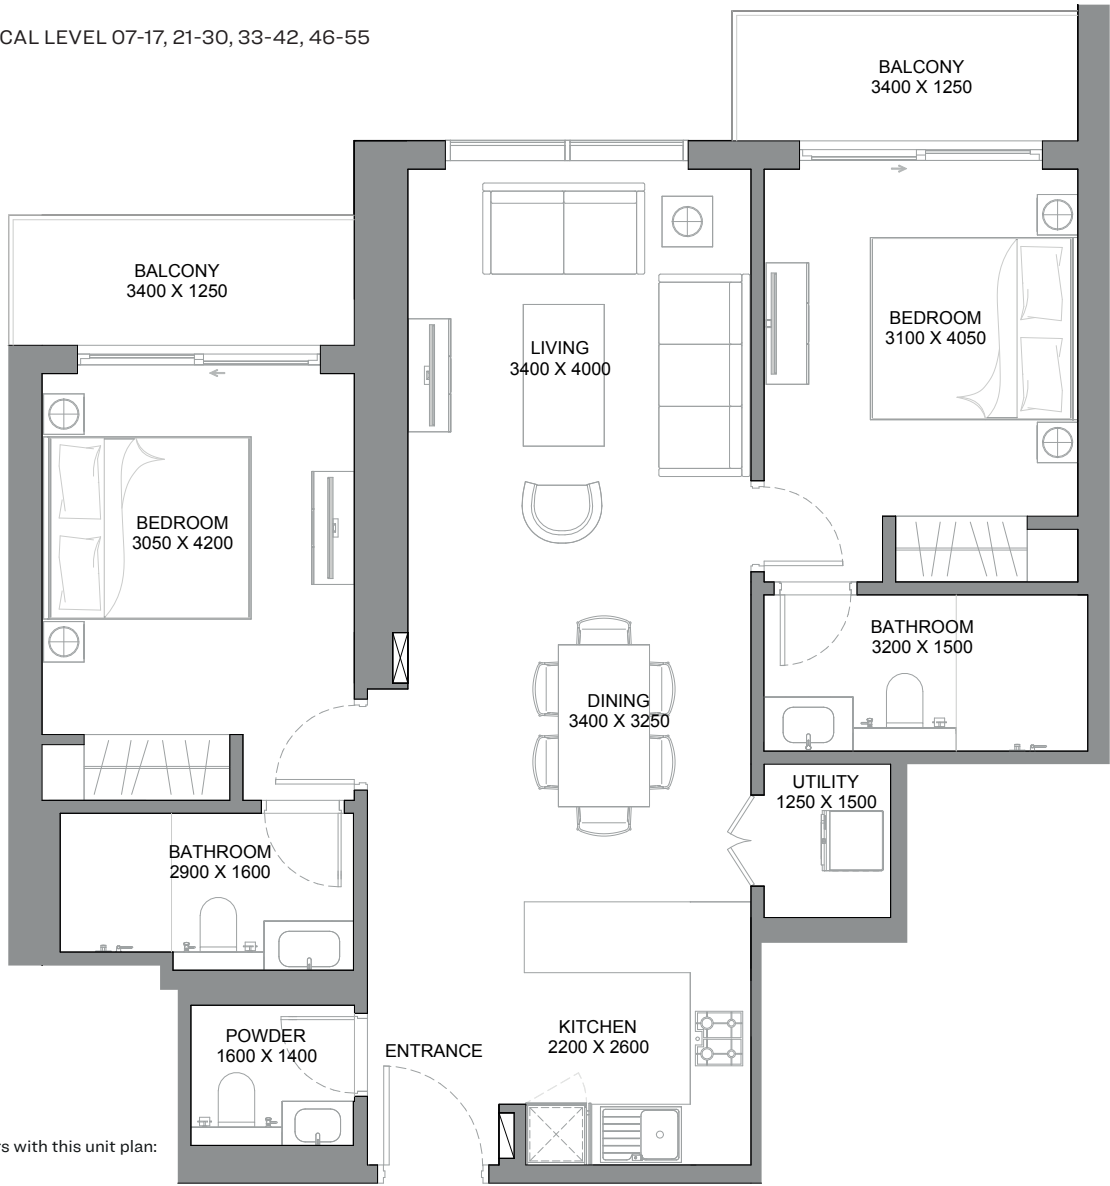 CAL LEVEL 07-17, 21-30, 33-42, 46-55
BALCONY
3400 X 1250
BALCONY
3400 X 1250
LIVING
3400 X 4000
BEDROOM
3100 X 4050
BEDROOM
3050 X 4200
BATHROOM
3200 X 1500
DINING
3400 X 3250
UTILITY
1250 X 1500
BATHROOM
2900 X 1600
KITCHEN
2200 X 2600
POWDER
1600 X 1400
ENTRANCE
rs with this unit plan: